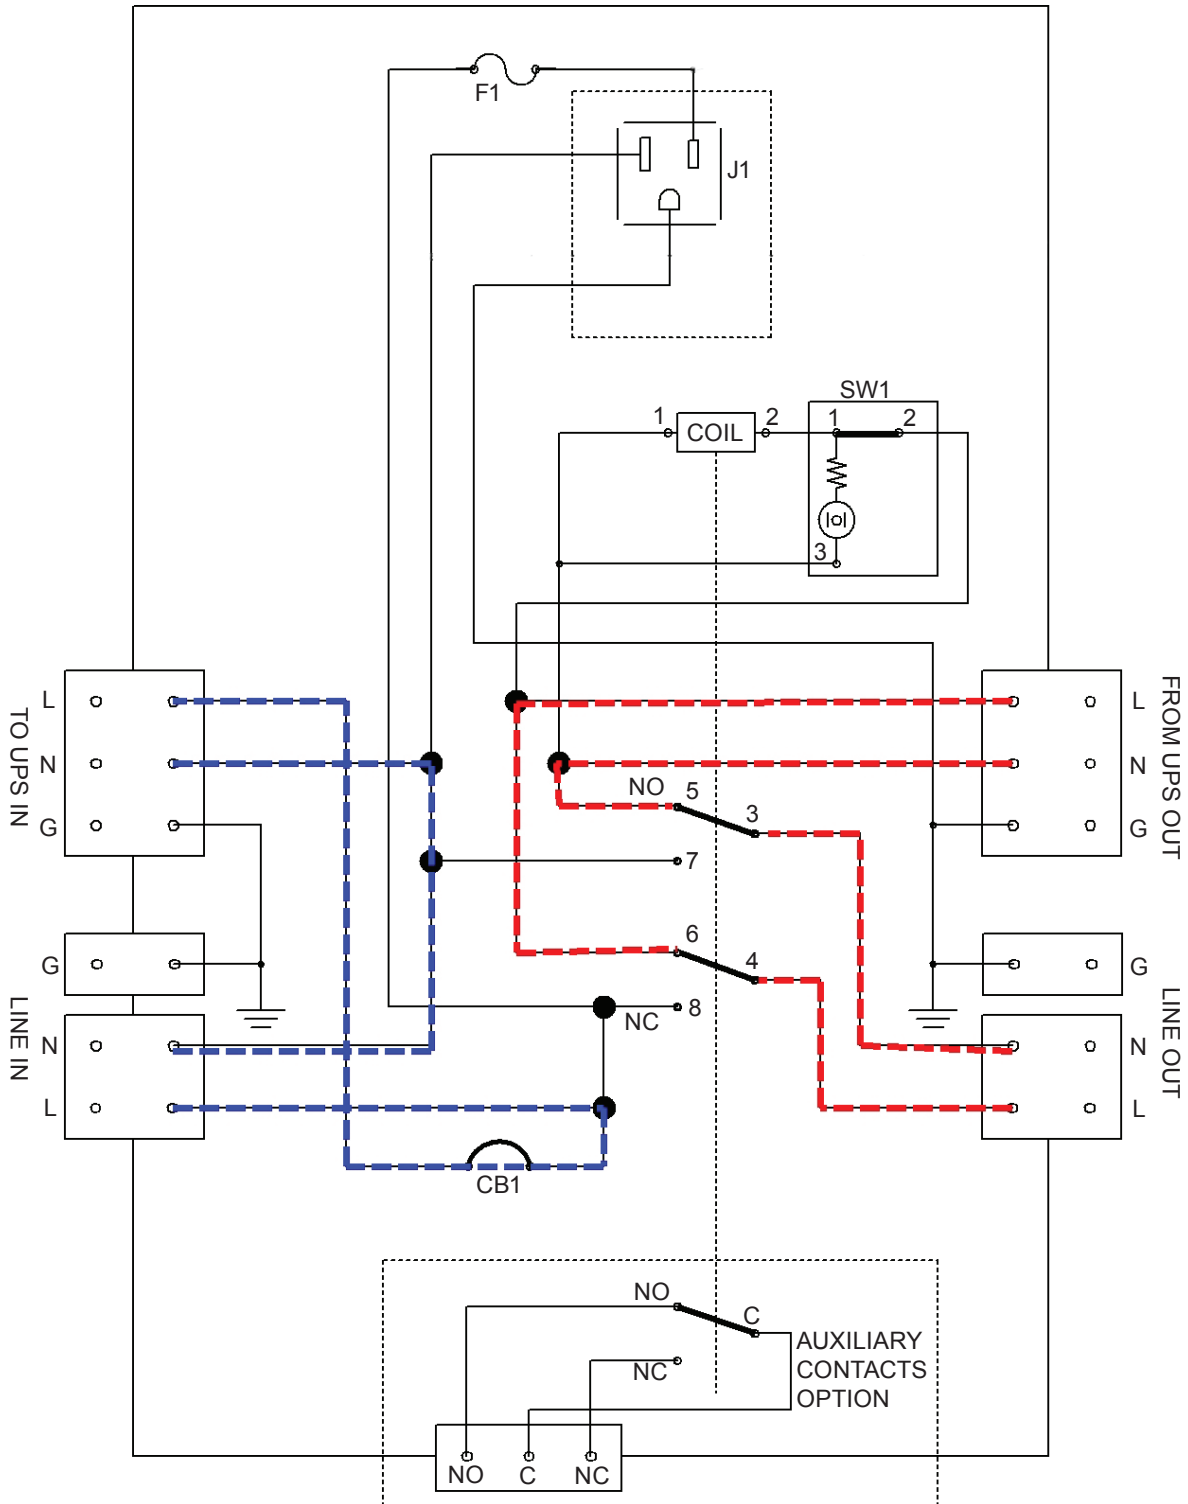 F1
J1
SW1
1
COIL
2
1
2
3
L
N
G
TO UPS IN
L
N
G
FROM UPS OUT
NO
5
3
7
6
4
NC
8
G
N
L
LINE IN
G
N
L
LINE OUT
CB1
NO
C
NC
AUXILIARY
CONTACTS
OPTION
NO
C
NC